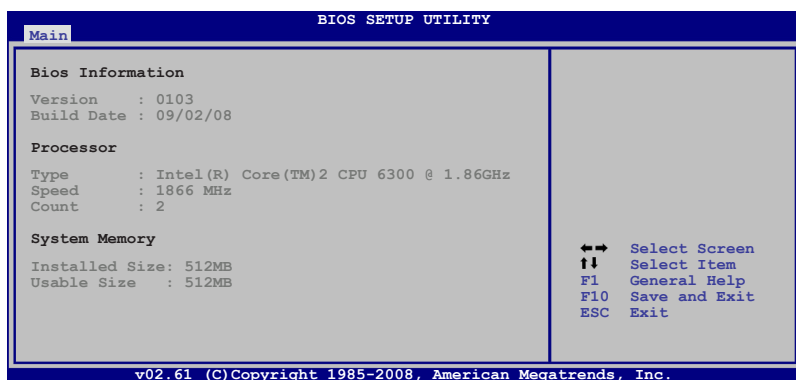 BIOS SETUP UTILITY
Main
Bios Information
Version : 0103
Build Date : 09/02/08
Processor
Type : Intel(R) Core(TM)2 CPU 6300 @ 1.86GHz
Speed : 1866 MHz
Count : 2
System Memory
Installed Size: 512MB
Usable Size : 512MB
←→ Select Screen
↑↓ Select Item
F1 General Help
F10 Save and Exit
ESC Exit
v02.61 (C)Copyright 1985-2008, American Megatrends, Inc.